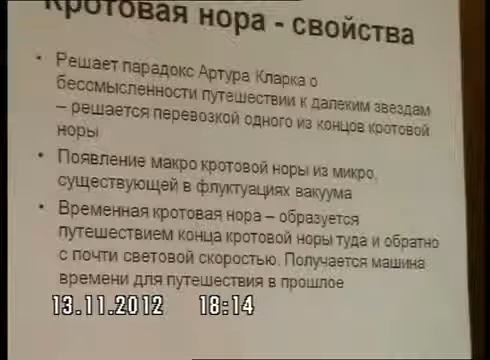 Кротовая нора - свойства
• Решает парадокс Артура Кларка о
бессмысленности путешествии к далеким звездам
– решается перевозкой одного из концов кротовой
норы
• Появление макро кротовой норы из микро,
существующей в флуктуациях вакуума
• Временная кротовая нора – образуется
путешествием конца кротовой норы туда и обратно
с почти световой скоростью. Получается машина
времени для путешествия в прошлое
13.11.2012 18:14